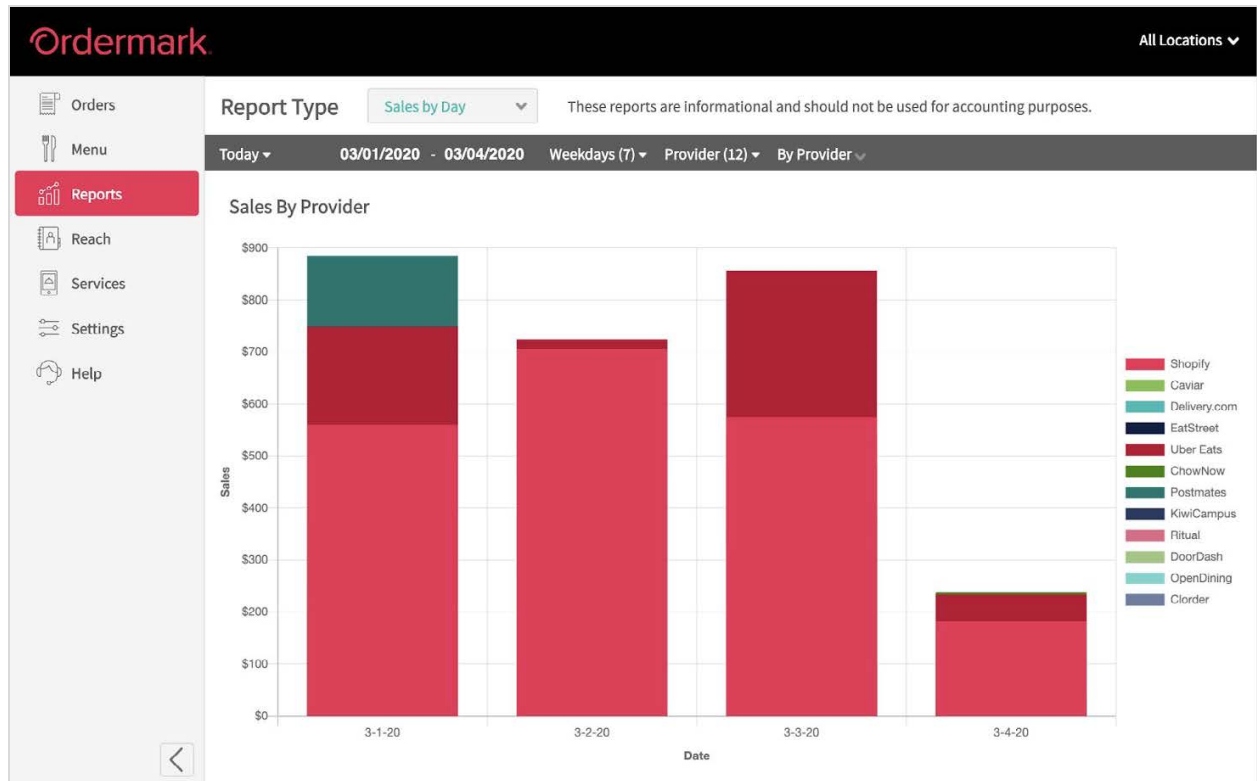 Ordermark.
All Locations
Orders
Menu
Reports
Reach
Services
Settings
Help
Report Type Sales by Day These reports are informational and should not be used for accounting purposes.
Today 03/01/2020 - 03/04/2020 Weekdays (7) Provider (12) By Provider
Sales By Provider
$900
$800
$700
$600
$500
$400
$300
$200
$100
$0
Sales
3-1-20 3-2-20 3-3-20 3-4-20
Date
Shopify
Caviar
Delivery.com
EatStreet
Uber Eats
ChowNow
Postmates
KiwiCampus
Ritual
DoorDash
OpenDining
Clorder